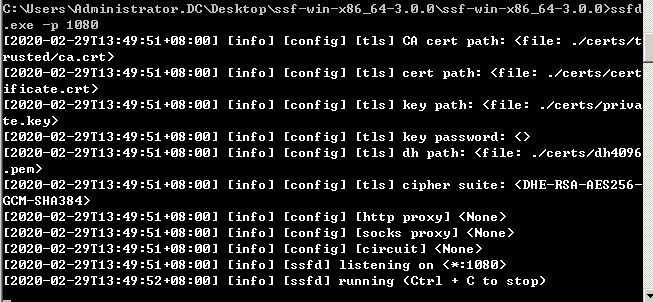 C:\Users\Administrator.DC\Desktop\ssf-win-x86_64-3.0.0\ssf-win-x86_64-3.0.0>ssfd
.exe -p 1080
[2020-02-29T13:49:51+08:00] [info] [config] [tls] CA cert path: <file: ./certs/t
rusted/ca.crt>
[2020-02-29T13:49:51+08:00] [info] [config] [tls] cert path: <file: ./certs/cert
ificate.crt>
[2020-02-29T13:49:51+08:00] [info] [config] [tls] key path: <file: ./certs/priva
te.key>
[2020-02-29T13:49:51+08:00] [info] [config] [tls] key password: <>
[2020-02-29T13:49:51+08:00] [info] [config] [tls] dh path: <file: ./certs/dh4096
.pem>
[2020-02-29T13:49:51+08:00] [info] [config] [tls] cipher suite: <DHE-RSA-AES256-
GCM-SHA384>
[2020-02-29T13:49:51+08:00] [info] [config] [http proxy] <None>
[2020-02-29T13:49:51+08:00] [info] [config] [socks proxy] <None>
[2020-02-29T13:49:51+08:00] [info] [config] [circuit] <None>
[2020-02-29T13:49:51+08:00] [info] [ssfd] listening on <*:1080>
[2020-02-29T13:49:52+08:00] [info] [ssfd] running (Ctrl + C to stop)